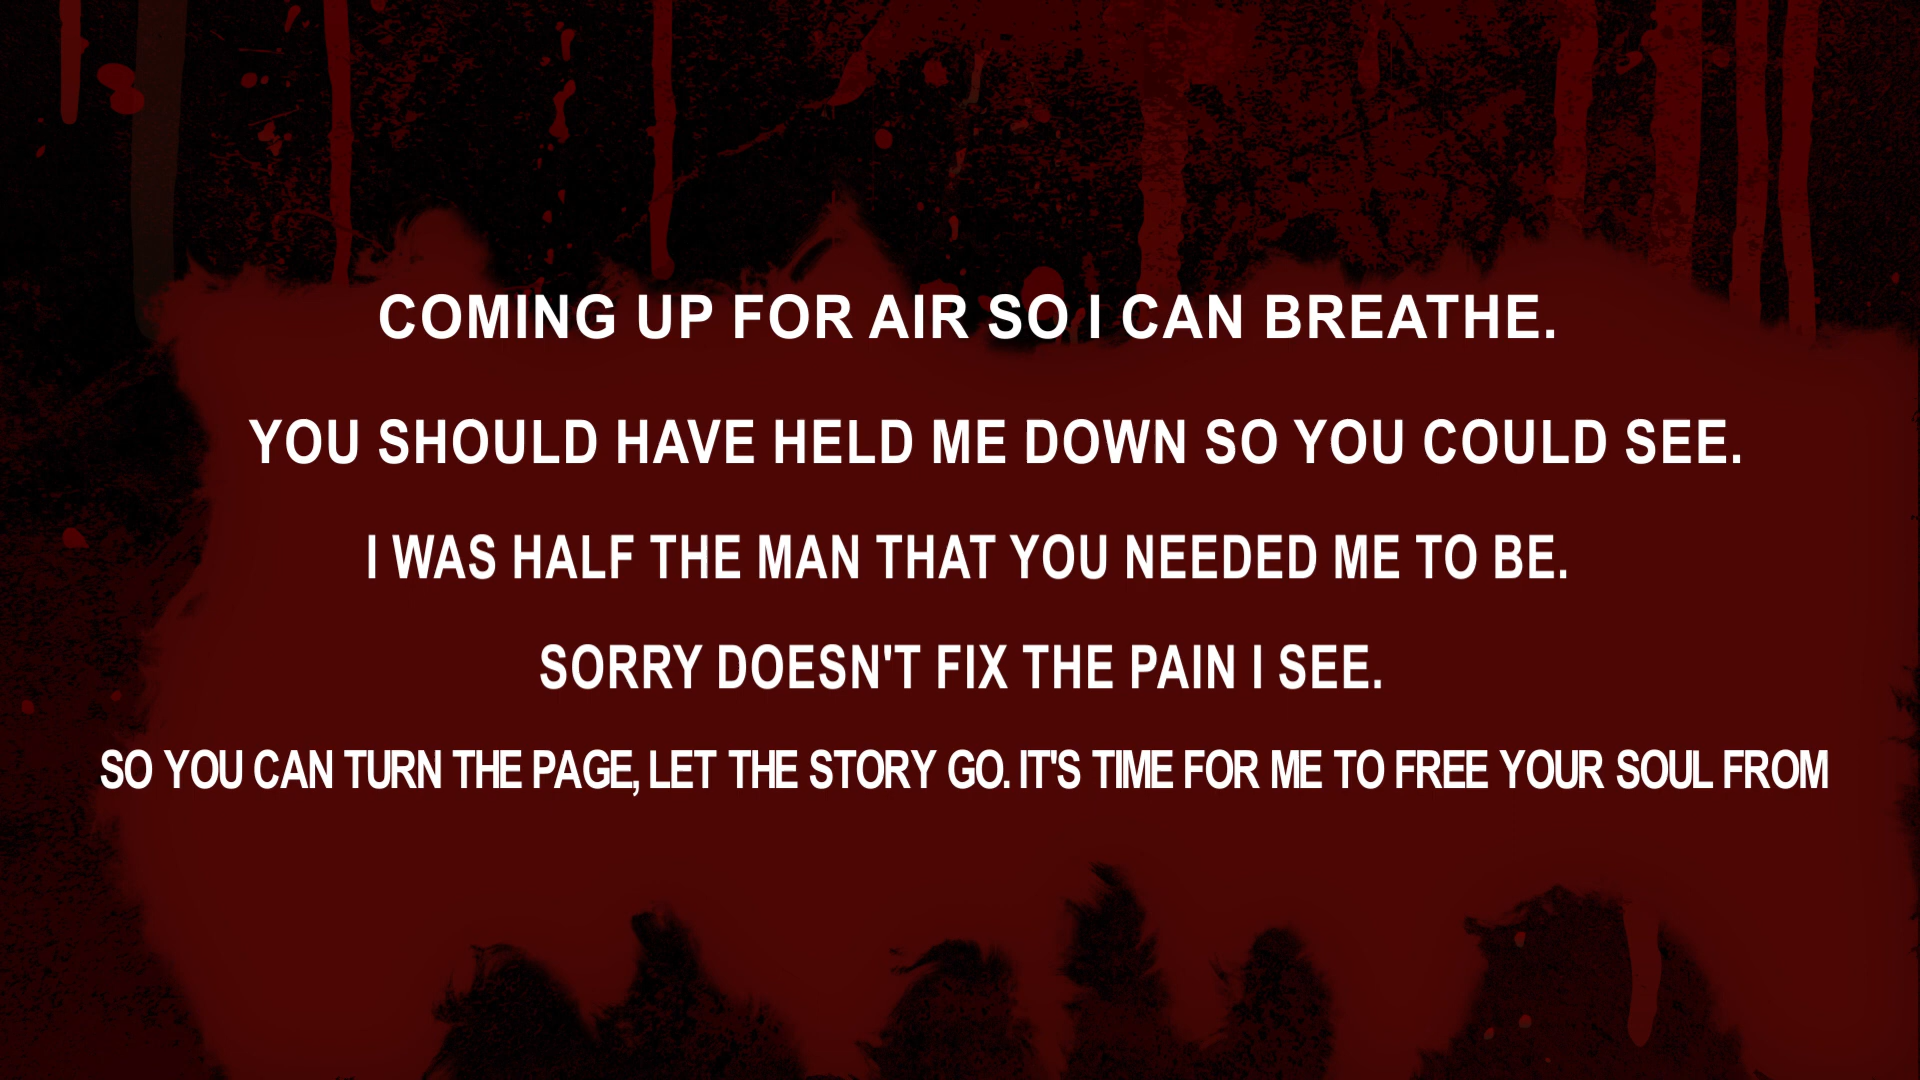 COMING UP FOR AIR SO I CAN BREATHE.
YOU SHOULD HAVE HELD ME DOWN SO YOU COULD SEE.
I WAS HALF THE MAN THAT YOU NEEDED ME TO BE.
SORRY DOESN'T FIX THE PAIN I SEE.
SO YOU CAN TURN THE PAGE, LET THE STORY GO. IT'S TIME FOR ME TO FREE YOUR SOUL FROM